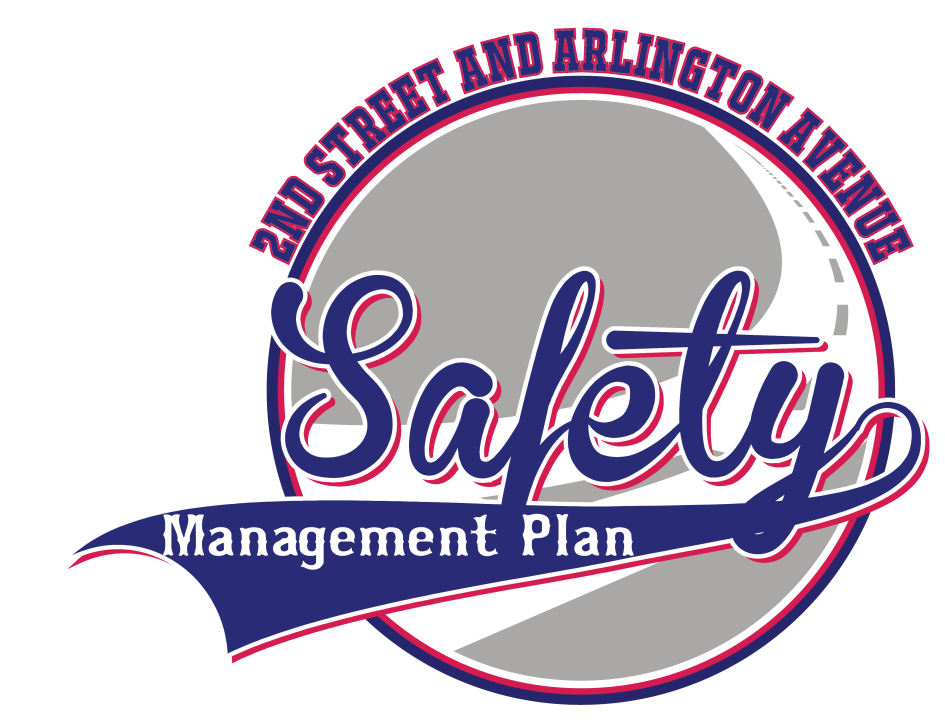 2ND STREET AND ARLINGTON AVENUE
Safety
Management Plan